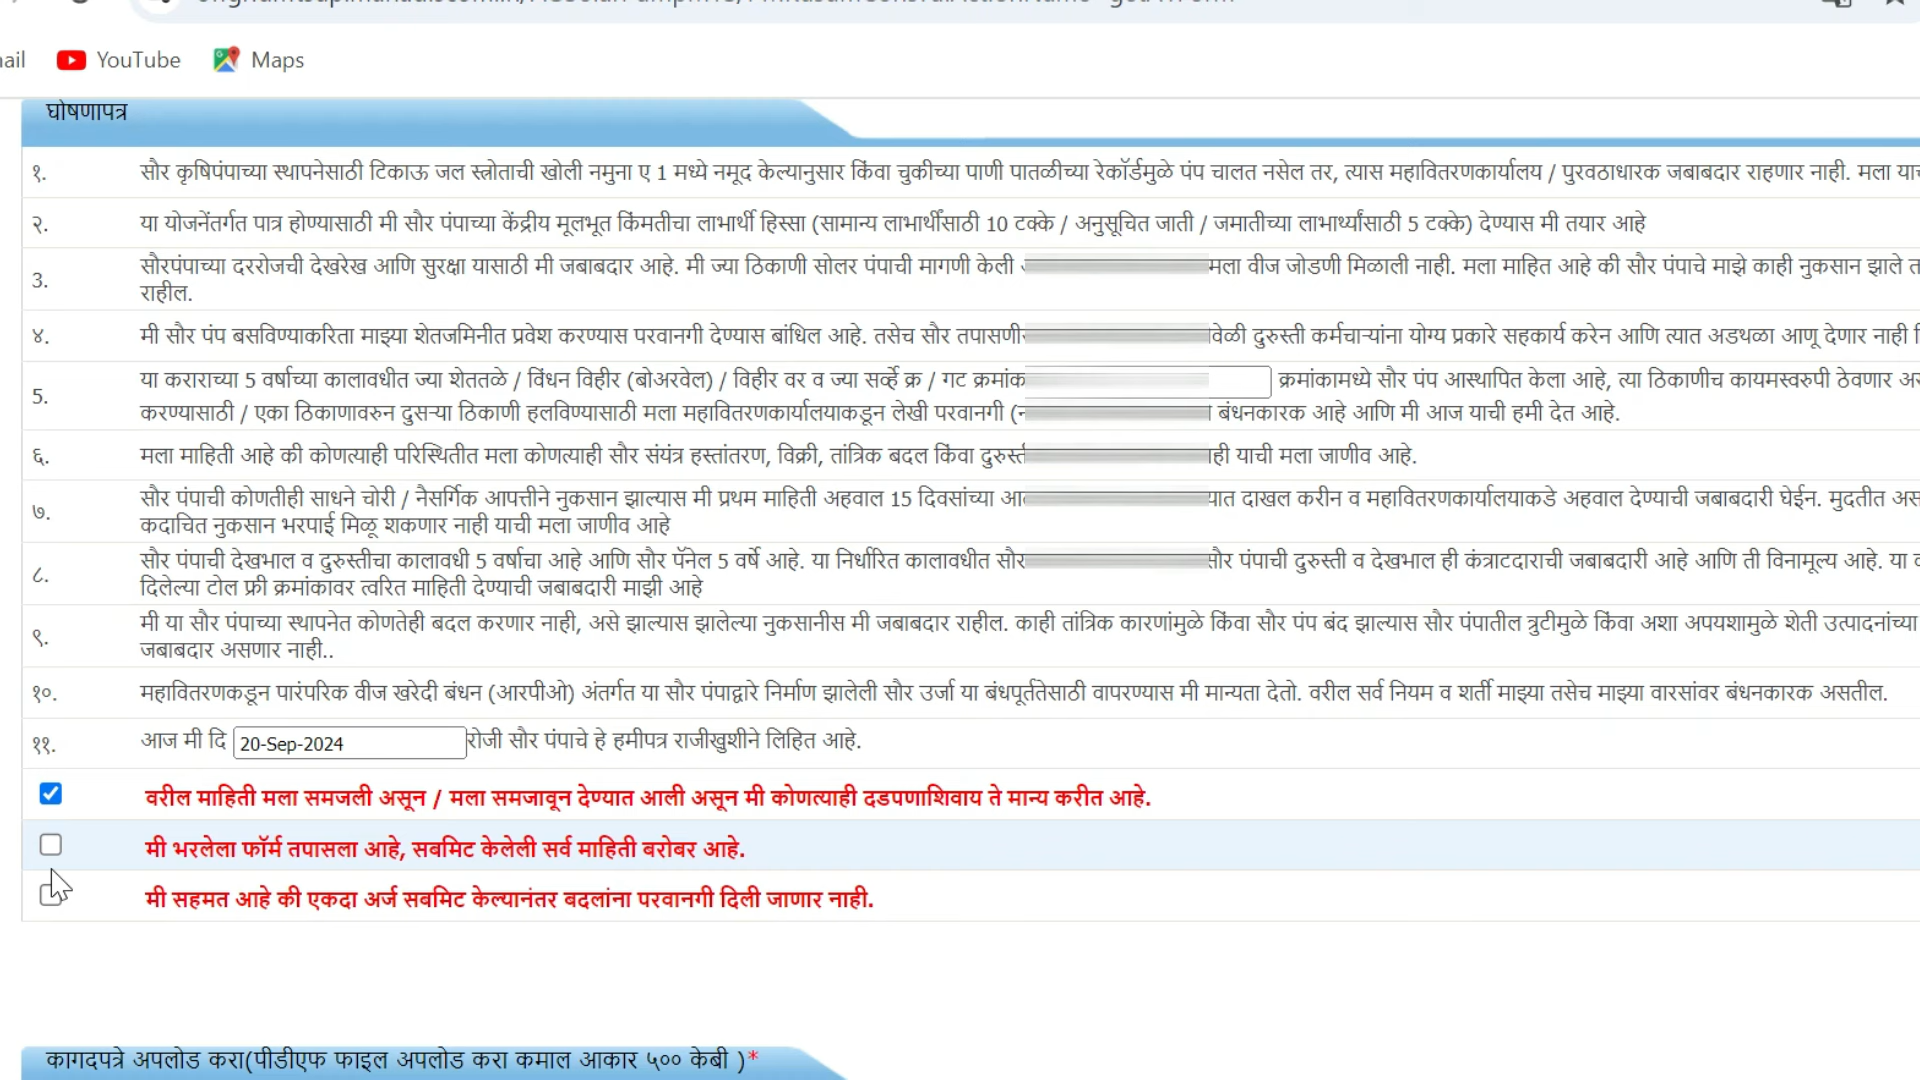 YouTube Maps
घोषणापत्र
१. सौर कृषिपंपाच्या स्थापनेसाठी टिकाऊ जल स्त्रोताची खोली नमुना ए 1 मध्ये नमूद केल्यानुसार किंवा चुकीच्या पाणी पातळीच्या रेकॉर्डमुळे पंप चालत नसेल तर, त्यास महावितरणकार्यालय / पुरवठाधारक जबाबदार राहणार नाही. मला
२. या योजनेंतर्गत पात्र होण्यासाठी मी सौर पंपाच्या केंद्रीय मूलभूत किंमतीचा लाभार्थी हिस्सा (सामान्य लाभार्थींसाठी 10 टक्के / अनुसूचित जाती / जमातीच्या लाभार्थ्यांसाठी 5 टक्के) देण्यास मी तयार आहे
3. सौरपंपाच्या दररोजची देखरेख आणि सुरक्षा यासाठी मी जबाबदार आहे. मी ज्या ठिकाणी सोलर पंपाची मागणी केली मला वीज जोडणी मिळाली नाही. मला माहित आहे की सौर पंपाचे माझे काही नुकसान झाले
राहील.
४. मी सौर पंप बसविण्याकरिता माझ्या शेतजमिनीत प्रवेश करण्यास परवानगी देण्यास बांधिल आहे. तसेच सौर दुरुस्ती कर्मचाऱ्यांना योग्य प्रकारे सहकार्य करेन आणि त्यात अडथळा आणू देणार नाही
5. या कराराच्या 5 वर्षाच्या कालावधीत ज्या शेततळे / विंधन विहीर (बोअरवेल) / विहीर वर व ज्या सर्व्हे क्र / गट क्रमांक क्रमांकामध्ये सौर पंप आस्थापित केला आहे, त्या ठिकाणीच कायमस्वरुपी ठेवणार
करण्यासाठी / एका ठिकाणावरुन दुसऱ्या ठिकाणी हलविण्यासाठी मला महावितरणकार्यालयाकडून लेखी परवानगी बंधनकारक आहे आणि मी आज याची हमी देत आहे.
६. मला माहिती आहे की कोणत्याही परिस्थितीत मला कोणत्याही सौर संयंत्र हस्तांतरण, विक्री, तांत्रिक बदल किंवा याची मला जाणीव आहे.
७. सौर पंपाची कोणतीही साधने चोरी / नैसर्गिक आपत्तीने नुकसान झाल्यास मी प्रथम माहिती अहवाल 15 दिवसांच्या दाखल करीन व महावितरणकार्यालयाकडे अहवाल देण्याची जबाबदारी घेईन. मुदतीत
कदाचित नुकसान भरपाई मिळू शकणार नाही याची मला जाणीव आहे
८. सौर पंपाची देखभाल व दुरुस्तीचा कालावधी 5 वर्षाचा आहे आणि सौर पॅनेल 5 वर्षे आहे. या निर्धारित कालावधीत सौर सौर पंपाची दुरुस्ती व देखभाल ही कंत्राटदाराची जबाबदारी आहे आणि ती विनामूल्य आहे. या
दिलेल्या टोल फ्री क्रमांकावर त्वरित माहिती देण्याची जबाबदारी माझी आहे
९. मी या सौर पंपाच्या स्थापनेत कोणतेही बदल करणार नाही, असे झाल्यास झालेल्या नुकसानीस मी जबाबदार राहील. काही तांत्रिक कारणांमुळे किंवा सौर पंप बंद झाल्यास सौर पंपातील त्रुटीमुळे किंवा अशा अपयशामुळे शेती उत्पादनांच्या
जबाबदार असणार नाही..
१०. महावितरणकडून पारंपरिक वीज खरेदी बंधन (आरपीओ) अंतर्गत या सौर पंपाद्वारे निर्माण झालेली सौर उर्जा या बंधपूर्ततेसाठी वापरण्यास मी मान्यता देतो. वरील सर्व नियम व शर्ती माझ्या तसेच माझ्या वारसांवर बंधनकारक असतील.
११. आज मी दि 20-Sep-2024 रोजी सौर पंपाचे हे हमीपत्र राजीखुशीने लिहित आहे.
वरील माहिती मला समजली असून / मला समजावून देण्यात आली असून मी कोणत्याही दडपणाशिवाय ते मान्य करीत आहे.
मी भरलेला फॉर्म तपासला आहे, सबमिट केलेली सर्व माहिती बरोबर आहे.
मी सहमत आहे की एकदा अर्ज सबमिट केल्यानंतर बदलांना परवानगी दिली जाणार नाही.
कागदपत्रे अपलोड करा(पीडीएफ फाइल अपलोड करा कमाल आकार ५०० केबी )*